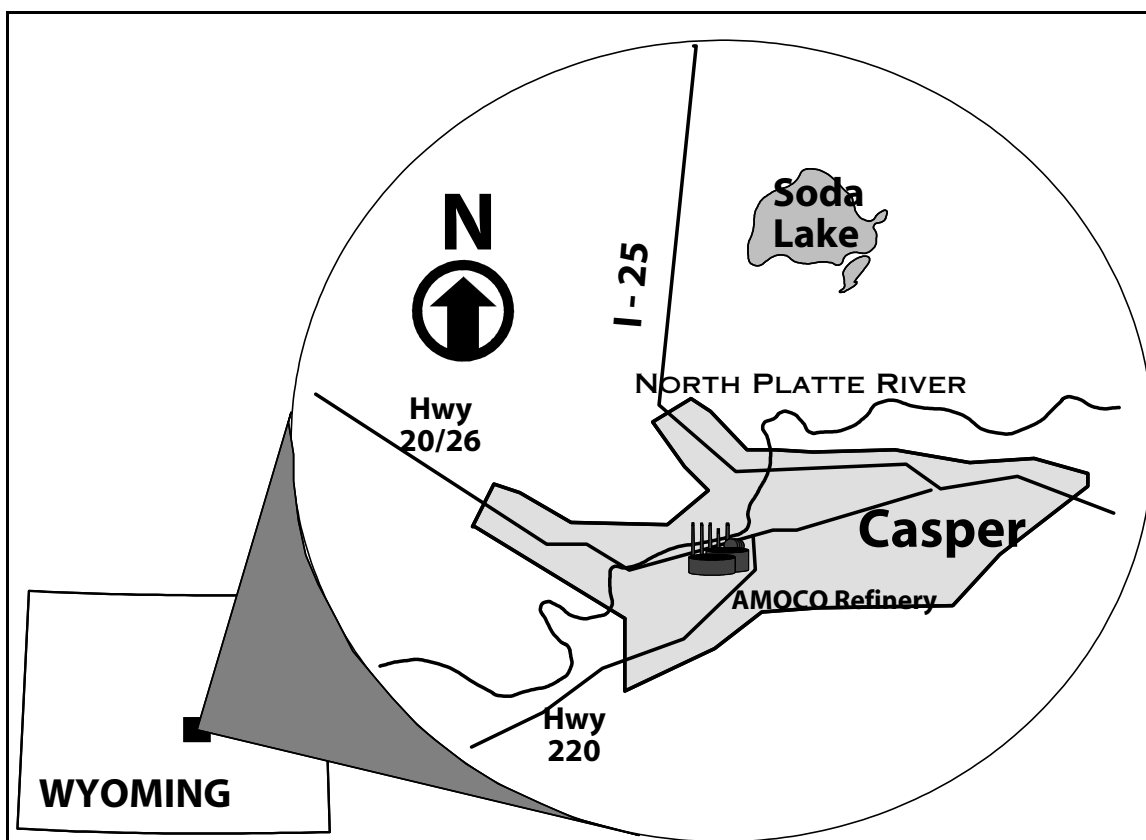 N
Soda
Lake
I - 25
NORTH PLATTE RIVER
Hwy
20/26
Casper
AMOCO Refinery
Hwy
220
WYOMING